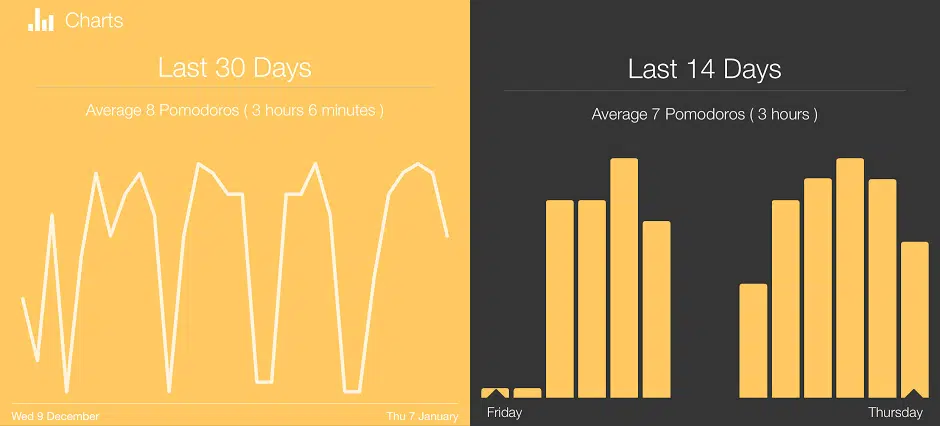 Charts
Last 30 Days
Average 8 Pomodoros ( 3 hours 6 minutes )
Wed 9 December
Thu 7 January
Last 14 Days
Average 7 Pomodoros ( 3 hours )
Friday
Thursday